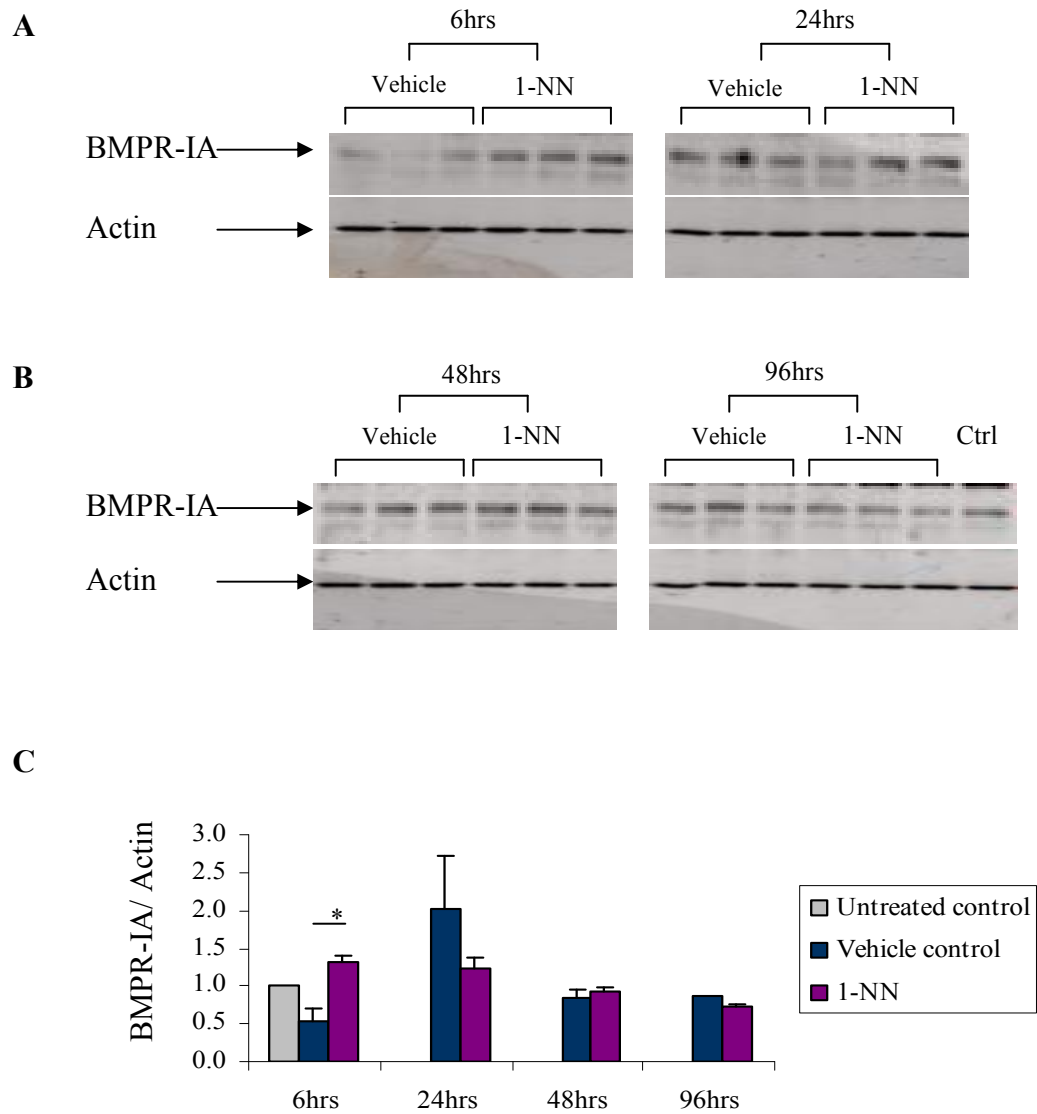 A
6hrs
24hrs
Vehicle
1-NN
Vehicle
1-NN
BMPR-IA
Actin
B
48hrs
96hrs
Vehicle
1-NN
Vehicle
1-NN
Ctrl
BMPR-IA
Actin
C
BMPR-IA/ Actin
3.0
2.5
2.0
1.5
1.0
0.5
0.0
*
6hrs
24hrs
48hrs
96hrs
Untreated control
Vehicle control
1-NN